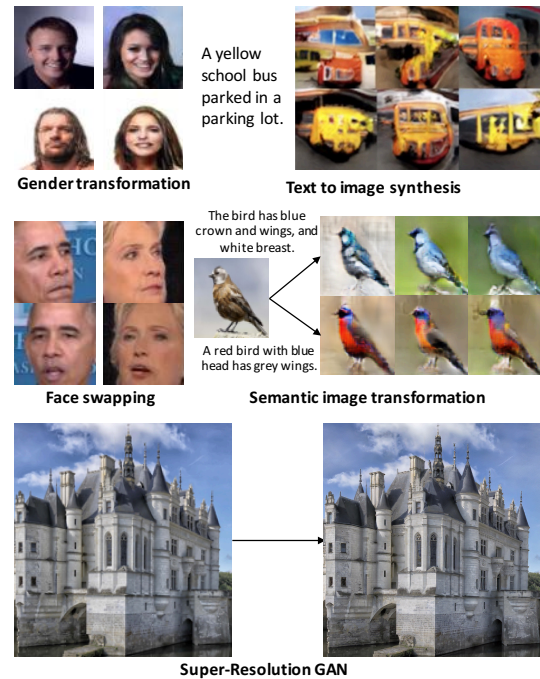 A yellow
school bus
parked in a
parking lot.
Gender transformation
Text to image synthesis
The bird has blue
crown and wings, and
white breast.
A red bird with blue
head has grey wings.
Face swapping
Semantic image transformation
Super-Resolution GAN